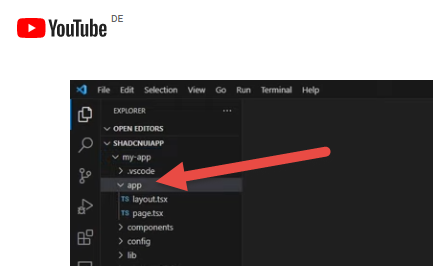 YouTube DE
File Edit Selection View Go Run Terminal Help
EXPLORER ...
OPEN EDITORS
SHADCNUIAPP
my-app
.vscode
app
TS layout.tsx
TS page.tsx
components
config
lib